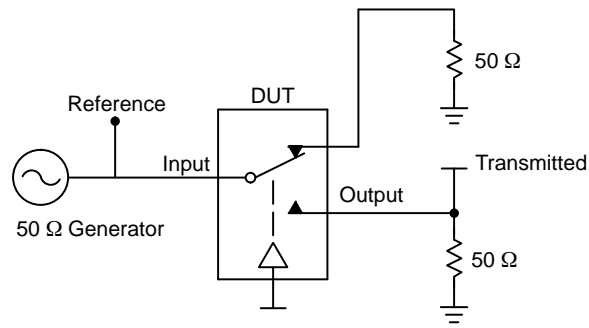 50 Ω
Reference
DUT
Input
Transmitted
Output
50 Ω Generator
50 Ω